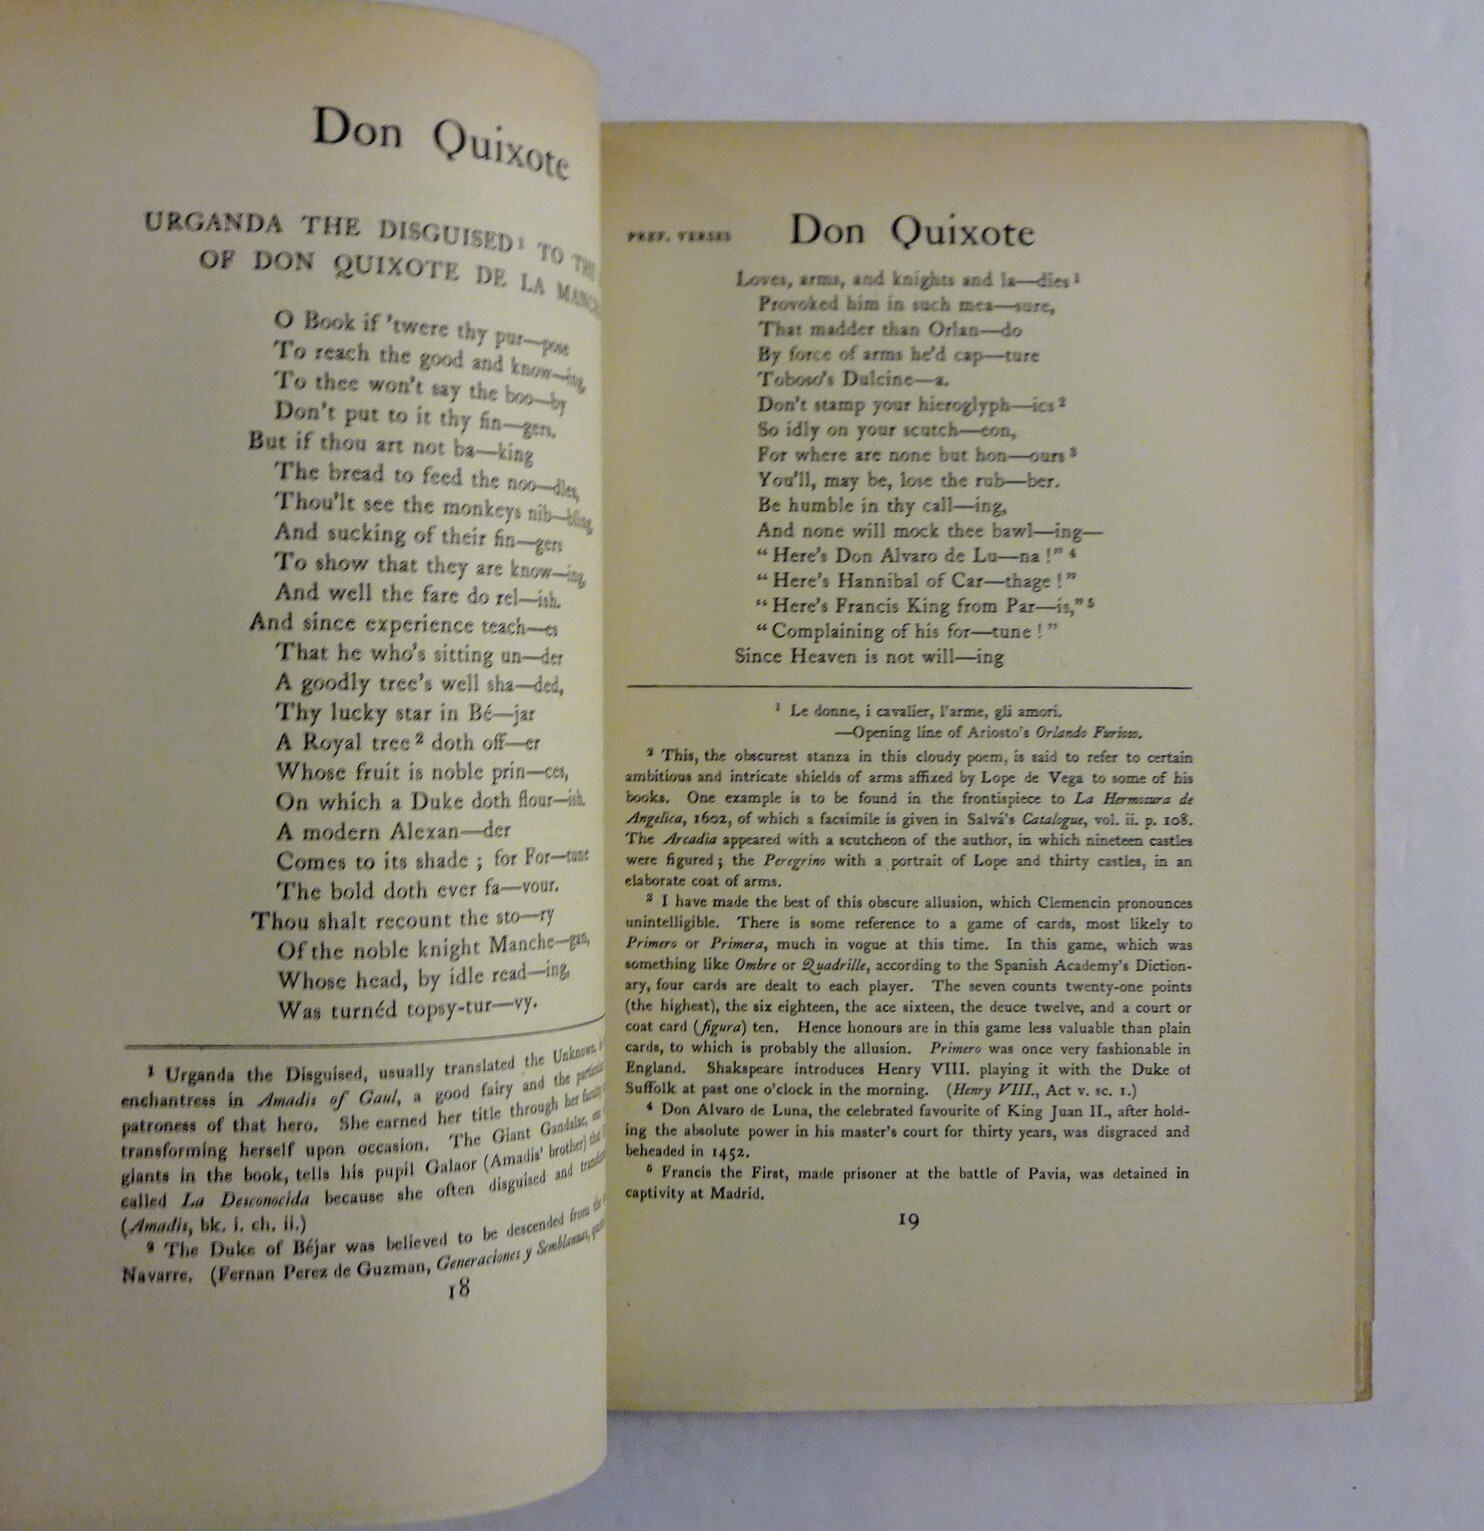 Don Quixote
URGANDA THE DISGUISED¹ TO THE
OF DON QUIXOTE DE LA MANCH
O Book if 'twere thy pur—pose
To reach the good and know—ing,
To thee won't say the boo—by
Don't put to it thy fin—gers.
But if thou art not ba—king
The bread to feed the noo—dles,
Thou'lt see the monkeys nib—bling,
And sucking of their fin—gers
To show that they are know—ing,
And well the fare do rel—ish.
And since experience teach—es
That he who's sitting un—der
A goodly tree's well sha—ded,
Thy lucky star in Bé—jar
A Royal tree² doth off—er
Whose fruit is noble prin—ces,
On which a Duke doth flour—ish.
A modern Alexan—der
Comes to its shade ; for For—tune
The bold doth ever fa—vour.
Thou shalt recount the sto—ry
Of the noble knight Manche—gan,
Whose head, by idle read—ing,
Was turnéd topsy-tur—vy.
¹ Urganda the Disguised, usually translated the Unknown,
enchantress in Amadis of Gaul, a good fairy and the
patroness of that hero. She earned her title through her faculty
transforming herself upon occasion. The Giant Gandalac,
giants in the book, tells his pupil Galaor (Amadis' brother)
called La Desconocida because she often disguised and
(Amadis, bk. i. ch. ii.)
² The Duke of Béjar was believed to be descended from the
Navarre. (Fernan Perez de Guzman, Generaciones y Semblanzas,
18
PREF. VERSES
Don Quixote
Loves, arms, and knights and la—dies¹
Provoked him in such mea—sure,
That madder than Orlan—do
By force of arms he'd cap—ture
Toboso's Dulcine—a.
Don't stamp your hieroglyph—ics²
So idly on your scutch—eon,
For where are none but hon—ours³
You'll, may be, lose the rub—ber.
Be humble in thy call—ing,
And none will mock thee bawl—ing—
" Here's Don Alvaro de Lu—na !" ⁴
" Here's Hannibal of Car—thage !"
" Here's Francis King from Par—is,"⁵
" Complaining of his for—tune !"
Since Heaven is not will—ing
¹ Le donne, i cavalier, l'arme, gli amori.
—Opening line of Ariosto's Orlando Furioso.
² This, the obscurest stanza in this cloudy poem, is said to refer to certain
ambitious and intricate shields of arms affixed by Lope de Vega to some of his
books. One example is to be found in the frontispiece to La Hermosura de
Angelica, 1602, of which a facsimile is given in Salvá's Catalogue, vol. ii. p. 108.
The Arcadia appeared with a scutcheon of the author, in which nineteen castles
were figured ; the Peregrino with a portrait of Lope and thirty castles, in an
elaborate coat of arms.
³ I have made the best of this obscure allusion, which Clemencin pronounces
unintelligible. There is some reference to a game of cards, most likely to
Primero or Primera, much in vogue at this time. In this game, which was
something like Ombre or Quadrille, according to the Spanish Academy's Diction-
ary, four cards are dealt to each player. The seven counts twenty-one points
(the highest), the six eighteen, the ace sixteen, the deuce twelve, and a court or
coat card (figura) ten. Hence honours are in this game less valuable than plain
cards, to which is probably the allusion. Primero was once very fashionable in
England. Shakspeare introduces Henry VIII. playing it with the Duke of
Suffolk at past one o'clock in the morning. (Henry VIII., Act v. sc. 1.)
⁴ Don Alvaro de Luna, the celebrated favourite of King Juan II., after hold-
ing the absolute power in his master's court for thirty years, was disgraced and
beheaded in 1452.
⁵ Francis the First, made prisoner at the battle of Pavia, was detained in
captivity at Madrid.
19